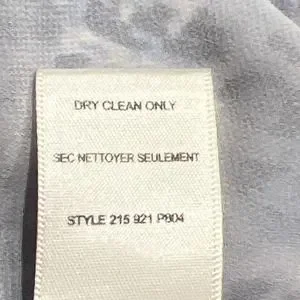 DRY CLEAN ONLY
SEC NETTOYER SEULEMENT
STYLE 215 921 P804